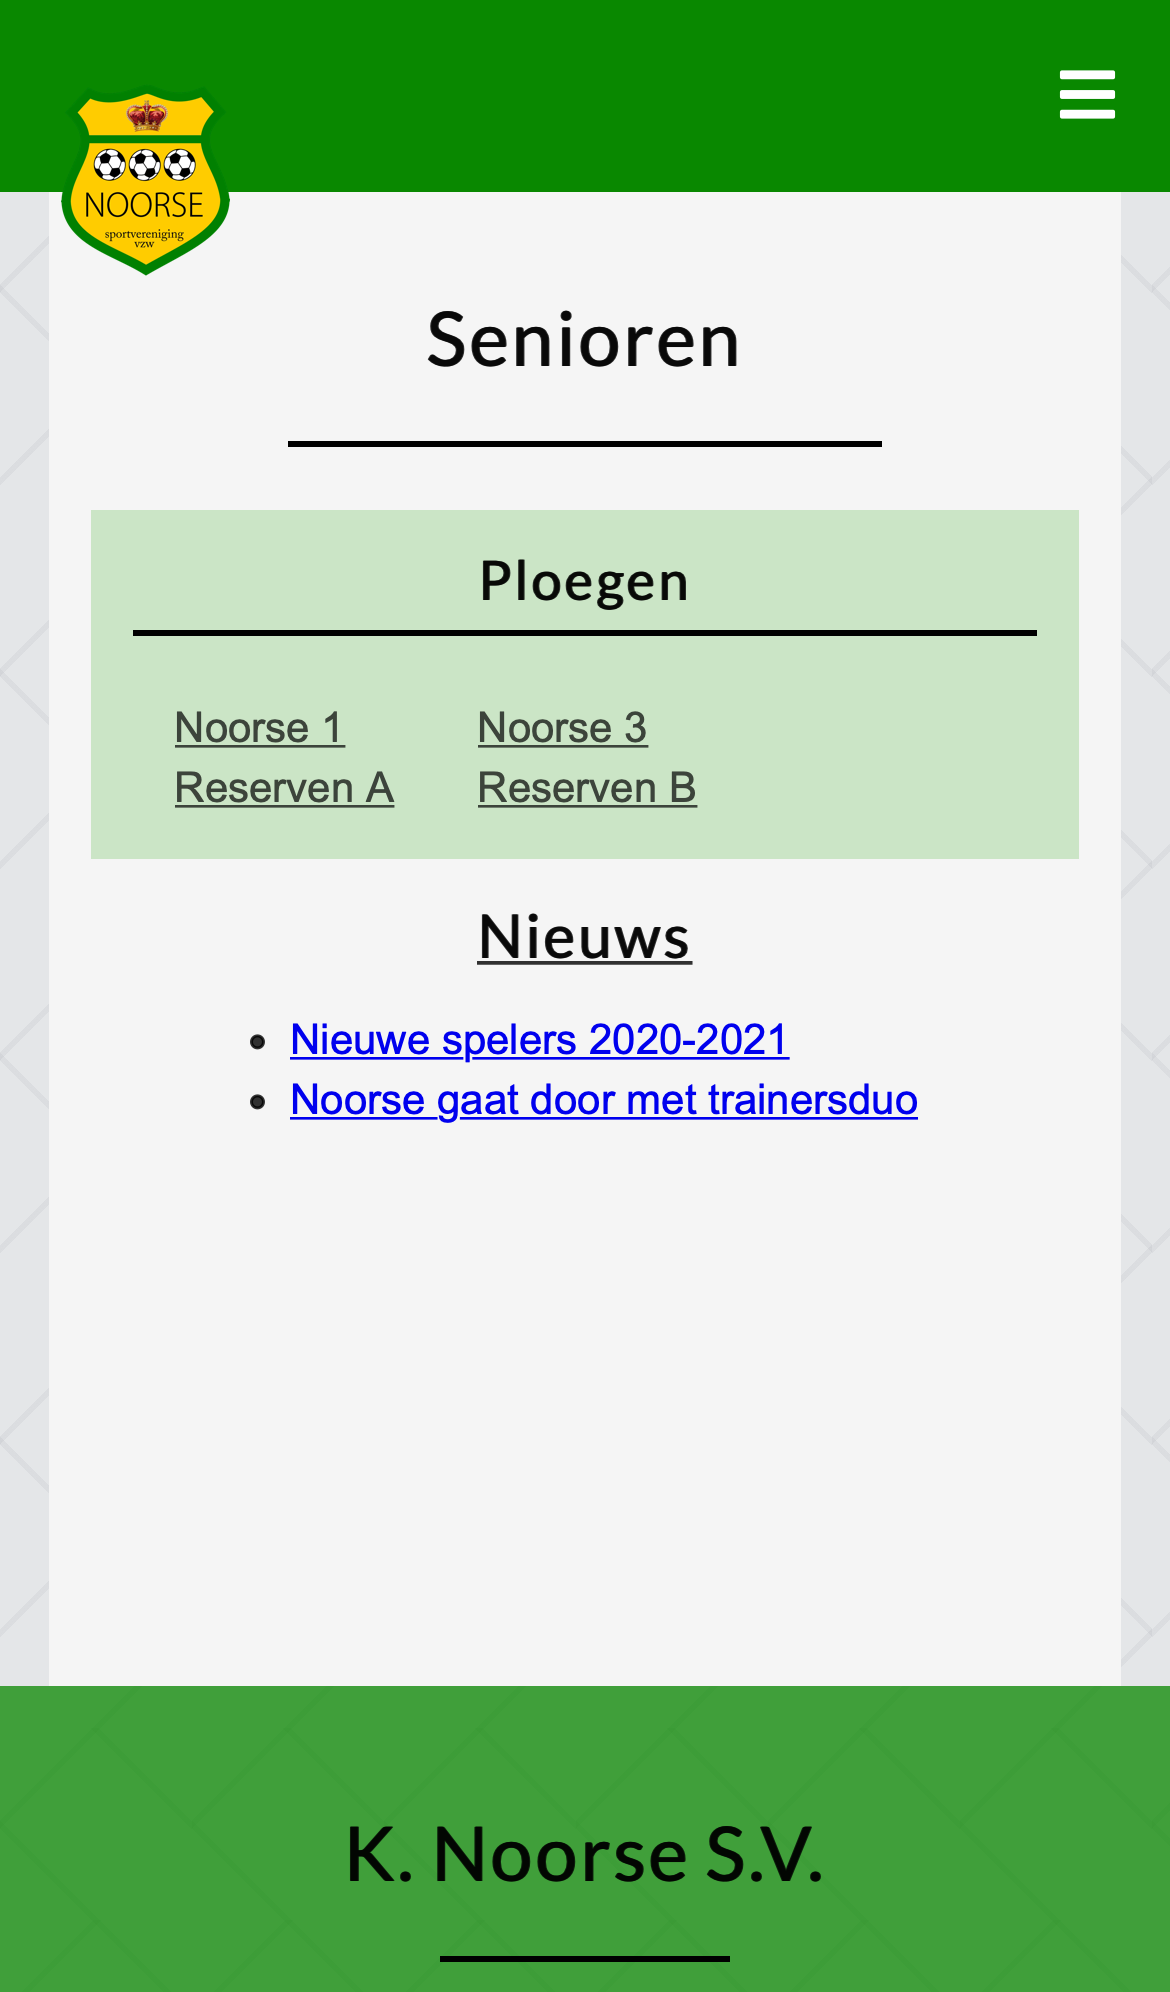 NOORSE
sportvereniging
vzw
Senioren
Ploegen
Noorse 1
Noorse 3
Reserven A
Reserven B
Nieuws
Nieuwe spelers 2020-2021
Noorse gaat door met trainersduo
K. Noorse S.V.